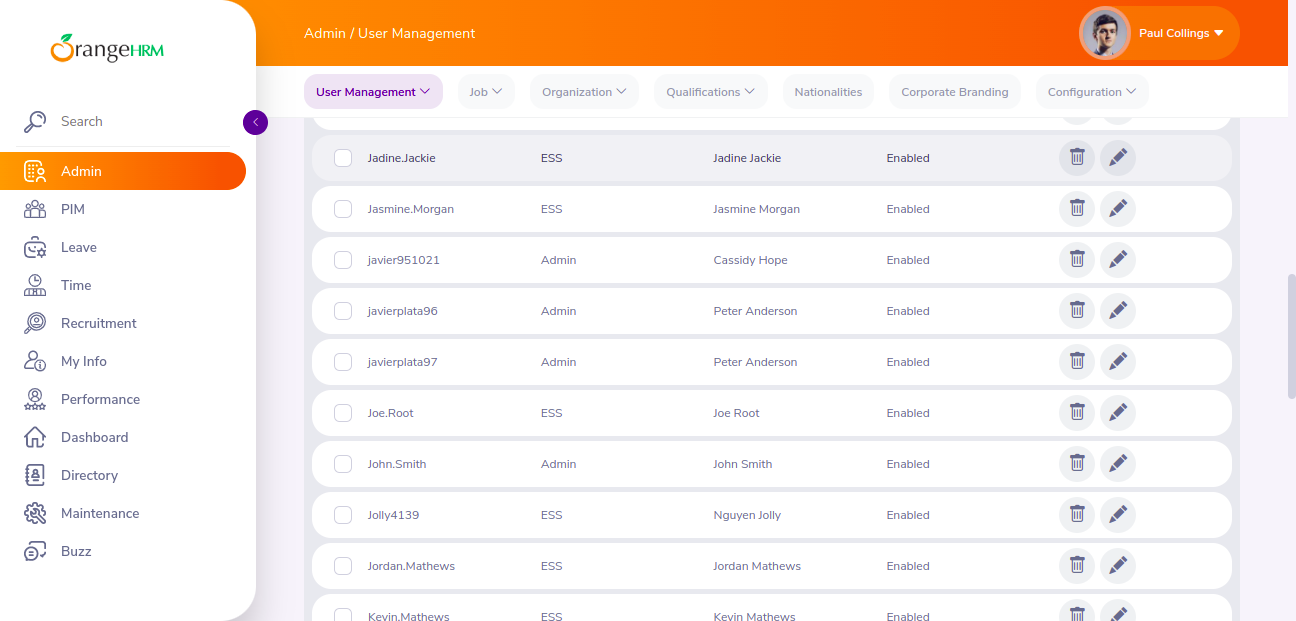 OrangeHRM
Admin / User Management
Paul Collings
User Management
Job
Organization
Qualifications
Nationalities
Corporate Branding
Configuration
Search
Admin
PIM
Leave
Time
Recruitment
My Info
Performance
Dashboard
Directory
Maintenance
Buzz
Jadine.Jackie ESS Jadine Jackie Enabled
Jasmine.Morgan ESS Jasmine Morgan Enabled
javier951021 Admin Cassidy Hope Enabled
javierplata96 Admin Peter Anderson Enabled
javierplata97 Admin Peter Anderson Enabled
Joe.Root ESS Joe Root Enabled
John.Smith Admin John Smith Enabled
Jolly4139 ESS Nguyen Jolly Enabled
Jordan.Mathews ESS Jordan Mathews Enabled
Kevin.Mathews ESS Kevin Mathews Enabled